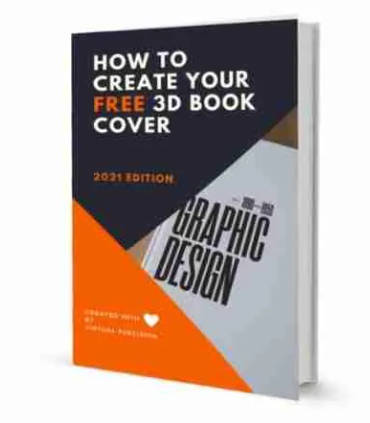 HOW TO
CREATE YOUR
FREE 3D BOOK
COVER
2021 EDITION
GRAPHIC
DESIGN
CREATED WITH
BY